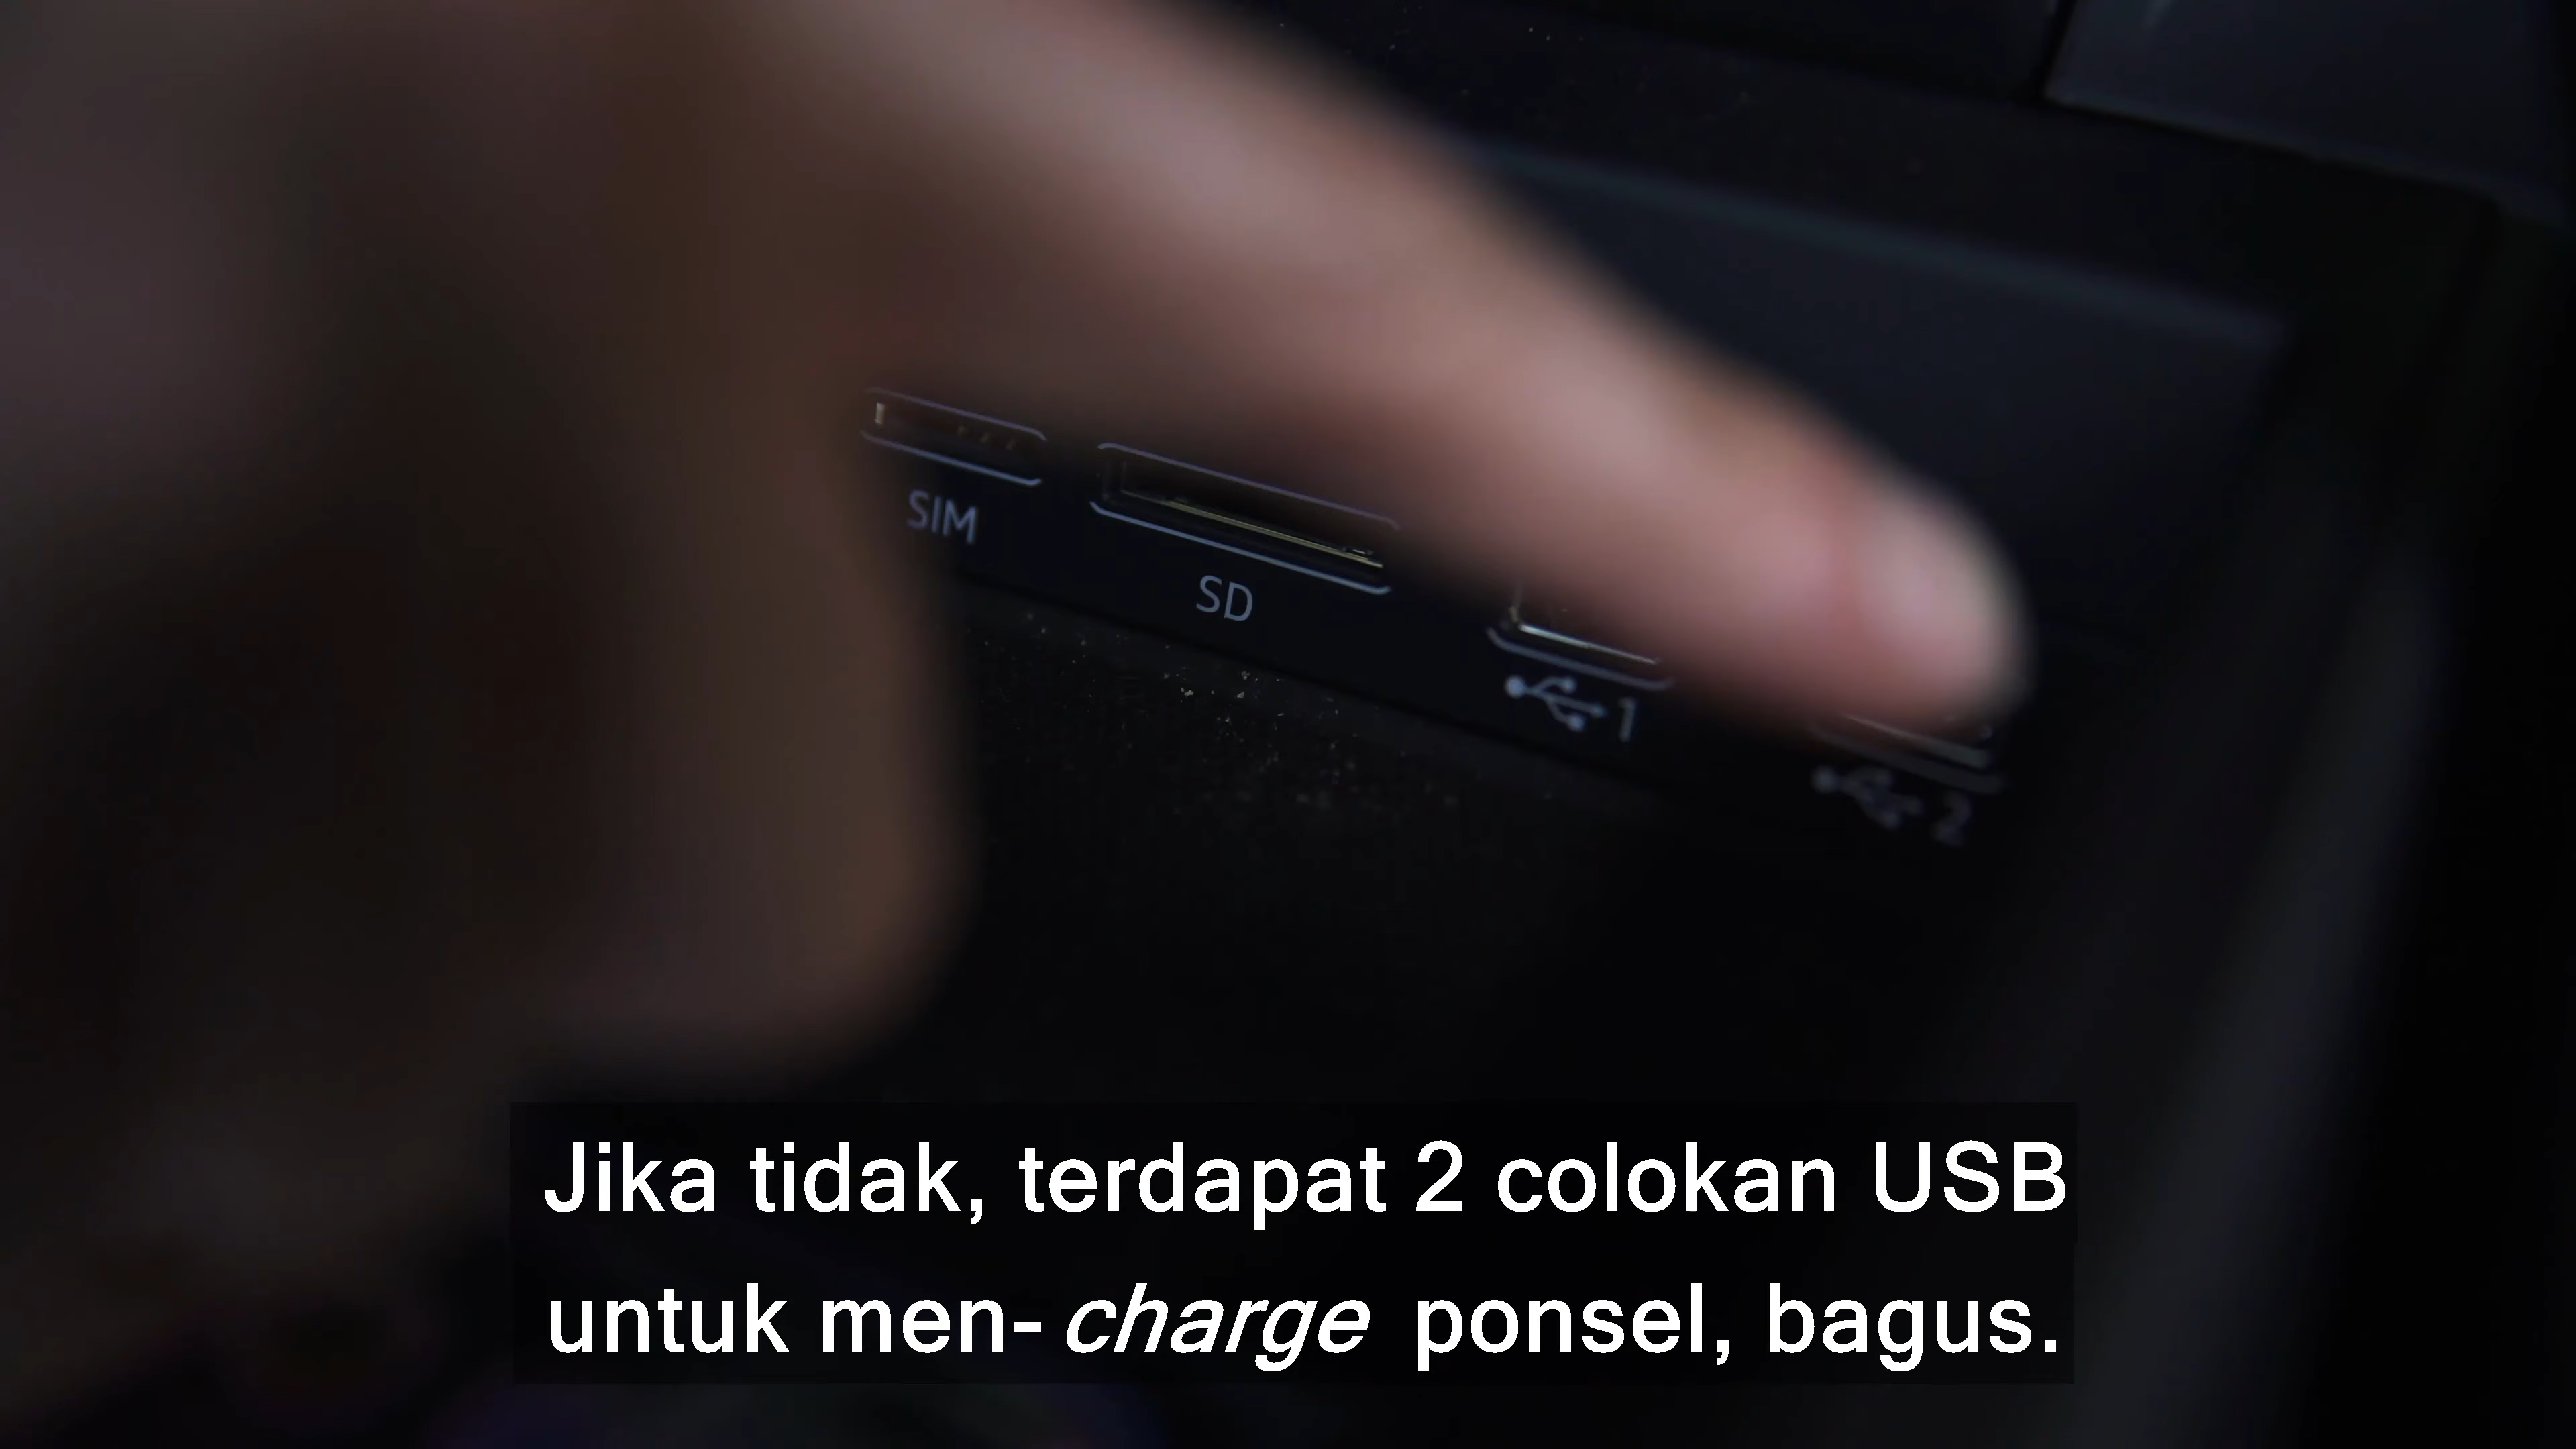 SIM
SD
1
2
Jika tidak, terdapat 2 colokan USB
untuk men-charge ponsel, bagus.